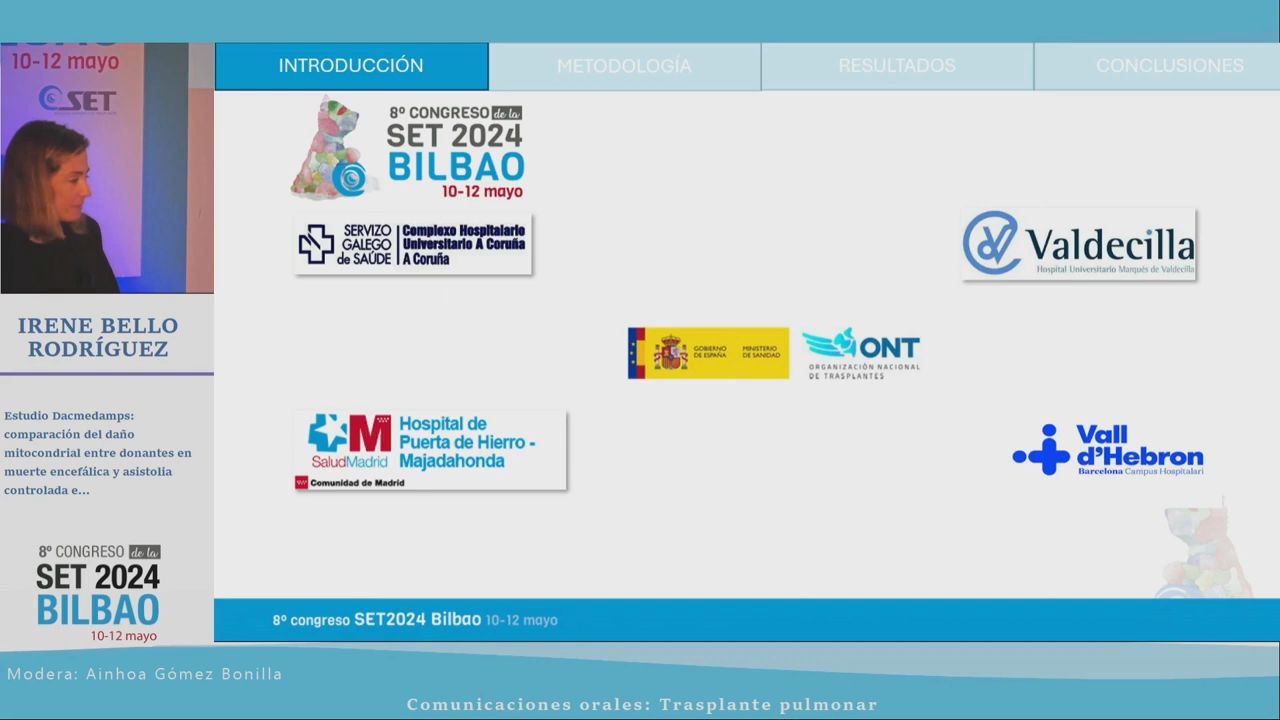 10-12 mayo
SET
IRENE BELLO
RODRÍGUEZ
Estudio Dacmedamps:
comparación del daño
mitocondrial entre donantes en
muerte encefálica y asistolia
controlada e...
8º CONGRESO de la
SET 2024
BILBAO
10-12 mayo
INTRODUCCIÓN
METODOLOGÍA
RESULTADOS
CONCLUSIONES
8º CONGRESO de la
SET 2024
BILBAO
10-12 mayo
SERVIZO
GALEGO
de SAÚDE
Complexo Hospitalario
Universitario A Coruña
A Coruña
Valdecilla
Hospital Universitario Marqués de Valdecilla
GOBIERNO
DE ESPAÑA
MINISTERIO
DE SANIDAD
ONT
ORGANIZACIÓN NACIONAL
DE TRASPLANTES
SaludMadrid
Hospital de
Puerta de Hierro -
Majadahonda
Comunidad de Madrid
Vall
d'Hebron
Barcelona Campus Hospitalari
8º congreso SET2024 Bilbao 10-12 mayo
Modera: Ainhoa Gómez Bonilla
Comunicaciones orales: Trasplante pulmonar